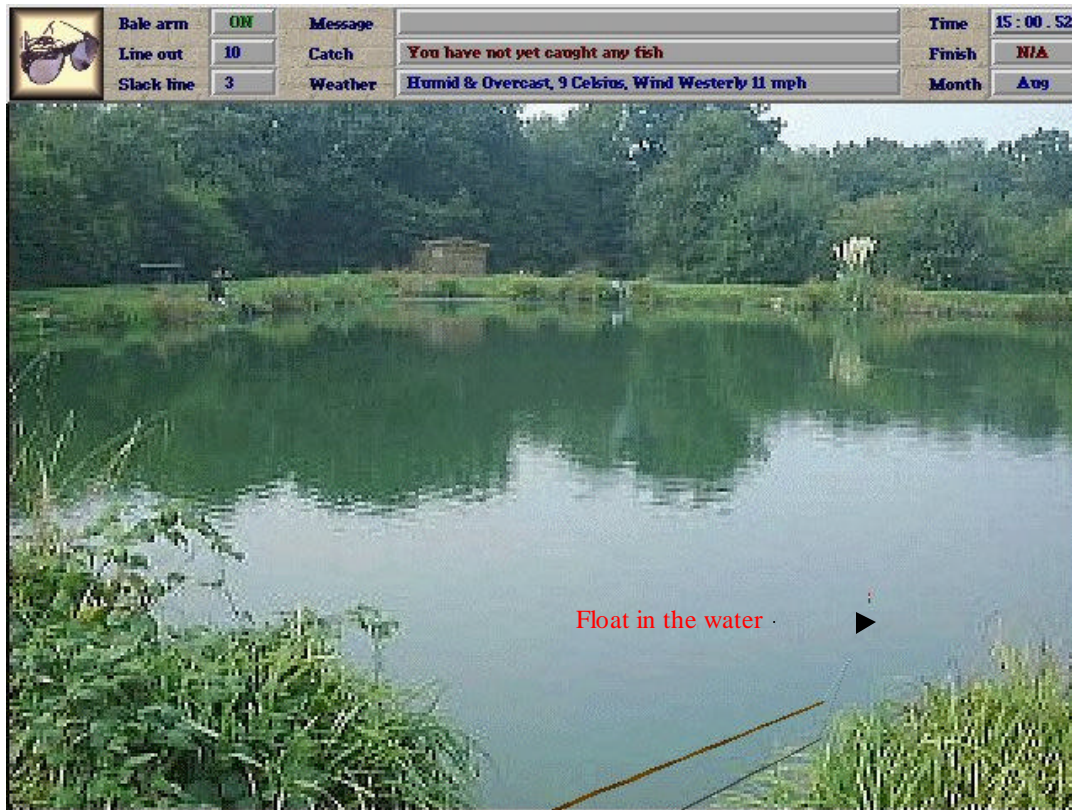 Bale arm ON Message Time 15 : 00 . 52
Line out 10 Catch You have not yet caught any fish Finish N/A
Slack line 3 Weather Humid & Overcast, 9 Celsius, Wind Westerly 11 mph Month Aug
Float in the water